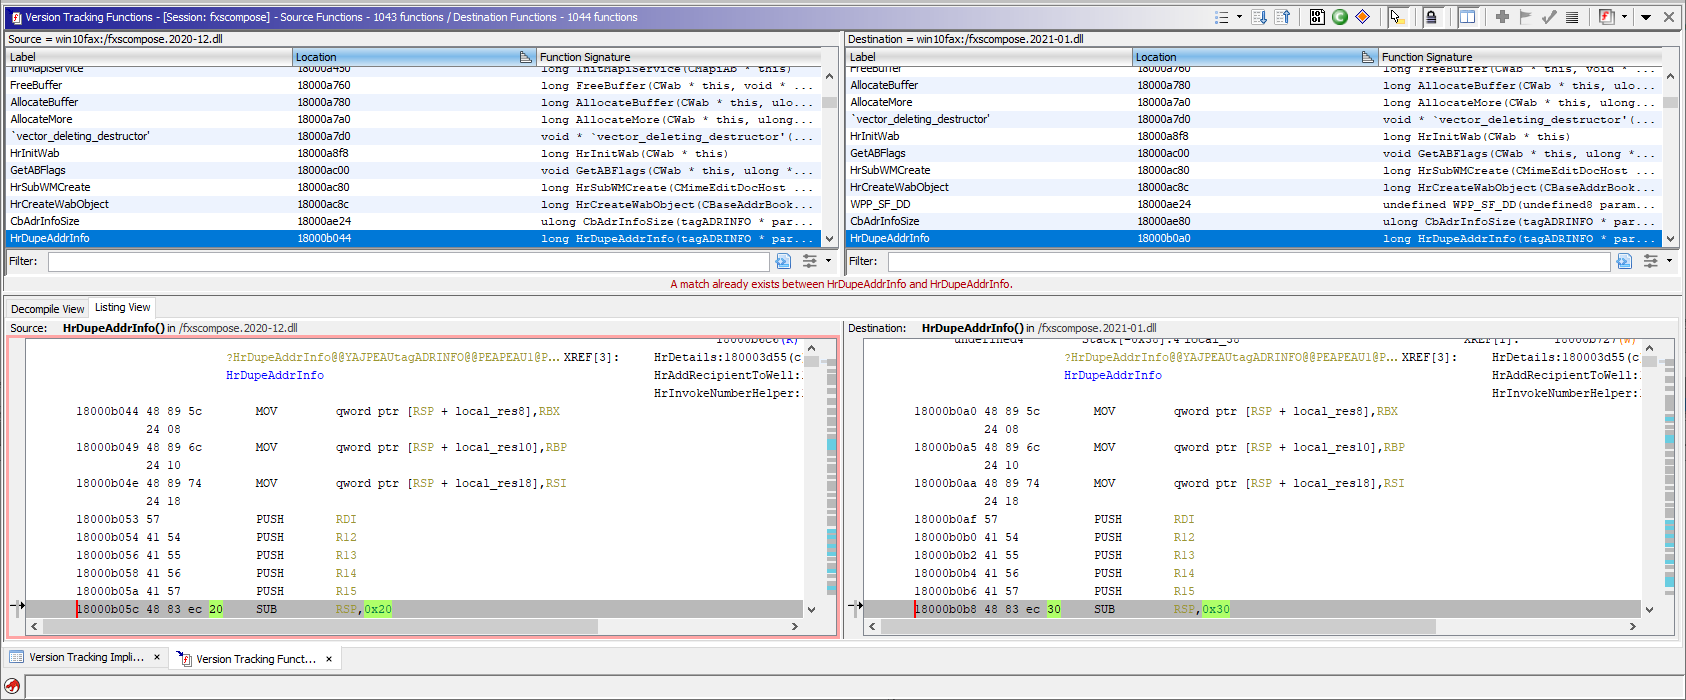 Version Tracking Functions - [Session: fxscompose] - Source Functions - 1043 functions / Destination Functions - 1044 functions
Source = win10fax:/fxscompose.2020-12.dll
Label Location Function Signature
InitMapiService 18000a450 long InitMapiService(CMapiAb * this)
FreeBuffer 18000a760 long FreeBuffer(CWab * this, void * ...
AllocateBuffer 18000a780 long AllocateBuffer(CWab * this, ulo...
AllocateMore 18000a7a0 long AllocateMore(CWab * this, ulong...
`vector_deleting_destructor' 18000a7d0 void * `vector_deleting_destructor'(...
HrInitWab 18000a8f8 long HrInitWab(CWab * this)
GetABFlags 18000ac00 void GetABFlags(CWab * this, ulong *...
HrSubWMCreate 18000ac80 long HrSubWMCreate(CMimeEditDocHost ...
HrCreateWabObject 18000ac8c long HrCreateWabObject(CBaseAddrBook...
CbAdrInfoSize 18000ae24 ulong CbAdrInfoSize(tagADRINFO * par...
HrDupeAddrInfo 18000b044 long HrDupeAddrInfo(tagADRINFO * par...
Filter:
Destination = win10fax:/fxscompose.2021-01.dll
Label Location Function Signature
FreeBuffer 18000a760 long FreeBuffer(CWab * this, void * ...
AllocateBuffer 18000a780 long AllocateBuffer(CWab * this, ulo...
AllocateMore 18000a7a0 long AllocateMore(CWab * this, ulong...
`vector_deleting_destructor' 18000a7d0 void * `vector_deleting_destructor'(...
HrInitWab 18000a8f8 long HrInitWab(CWab * this)
GetABFlags 18000ac00 void GetABFlags(CWab * this, ulong *...
HrSubWMCreate 18000ac80 long HrSubWMCreate(CMimeEditDocHost ...
HrCreateWabObject 18000ac8c long HrCreateWabObject(CBaseAddrBook...
WPP_SF_DD 18000ae24 undefined WPP_SF_DD(undefined8 param...
CbAdrInfoSize 18000ae80 ulong CbAdrInfoSize(tagADRINFO * par...
HrDupeAddrInfo 18000b0a0 long HrDupeAddrInfo(tagADRINFO * par...
Filter:
A match already exists between HrDupeAddrInfo and HrDupeAddrInfo.
Decompile View Listing View
Source: HrDupeAddrInfo() in /fxscompose.2020-12.dll
18000b6c6(R)
?HrDupeAddrInfo@@YAJPEAUtagADRINFO@@PEAPEAU1@P... XREF[3]: HrDetails:180003d55(c
HrDupeAddrInfo HrAddRecipientToWell:
HrInvokeNumberHelper:
18000b044 48 89 5c MOV qword ptr [RSP + local_res8],RBX
24 08
18000b049 48 89 6c MOV qword ptr [RSP + local_res10],RBP
24 10
18000b04e 48 89 74 MOV qword ptr [RSP + local_res18],RSI
24 18
18000b053 57 PUSH RDI
18000b054 41 54 PUSH R12
18000b056 41 55 PUSH R13
18000b058 41 56 PUSH R14
18000b05a 41 57 PUSH R15
18000b05c 48 83 ec 20 SUB RSP,0x20
Destination: HrDupeAddrInfo() in /fxscompose.2021-01.dll
undefined4 Stack[-0x38]:4 local_38 XREF[1]: 18000b727(W)
?HrDupeAddrInfo@@YAJPEAUtagADRINFO@@PEAPEAU1@P... XREF[3]: HrDetails:180003d55(c
HrDupeAddrInfo HrAddRecipientToWell:
HrInvokeNumberHelper:
18000b0a0 48 89 5c MOV qword ptr [RSP + local_res8],RBX
24 08
18000b0a5 48 89 6c MOV qword ptr [RSP + local_res10],RBP
24 10
18000b0aa 48 89 74 MOV qword ptr [RSP + local_res18],RSI
24 18
18000b0af 57 PUSH RDI
18000b0b0 41 54 PUSH R12
18000b0b2 41 55 PUSH R13
18000b0b4 41 56 PUSH R14
18000b0b6 41 57 PUSH R15
18000b0b8 48 83 ec 30 SUB RSP,0x30
Version Tracking Impli... × Version Tracking Funct... ×